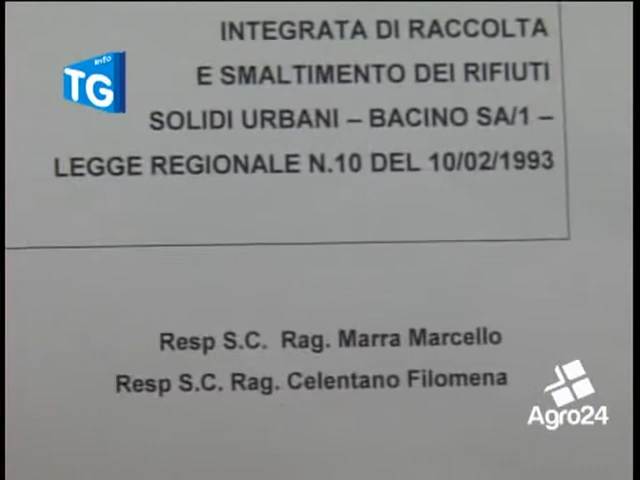 INTEGRATA DI RACCOLTA
E SMALTIMENTO DEI RIFIUTI
SOLIDI URBANI – BACINO SA/1 –
LEGGE REGIONALE N.10 DEL 10/02/1993
Resp S.C. Rag. Marra Marcello
Resp S.C. Rag. Celentano Filomena
info
TG
Agro24